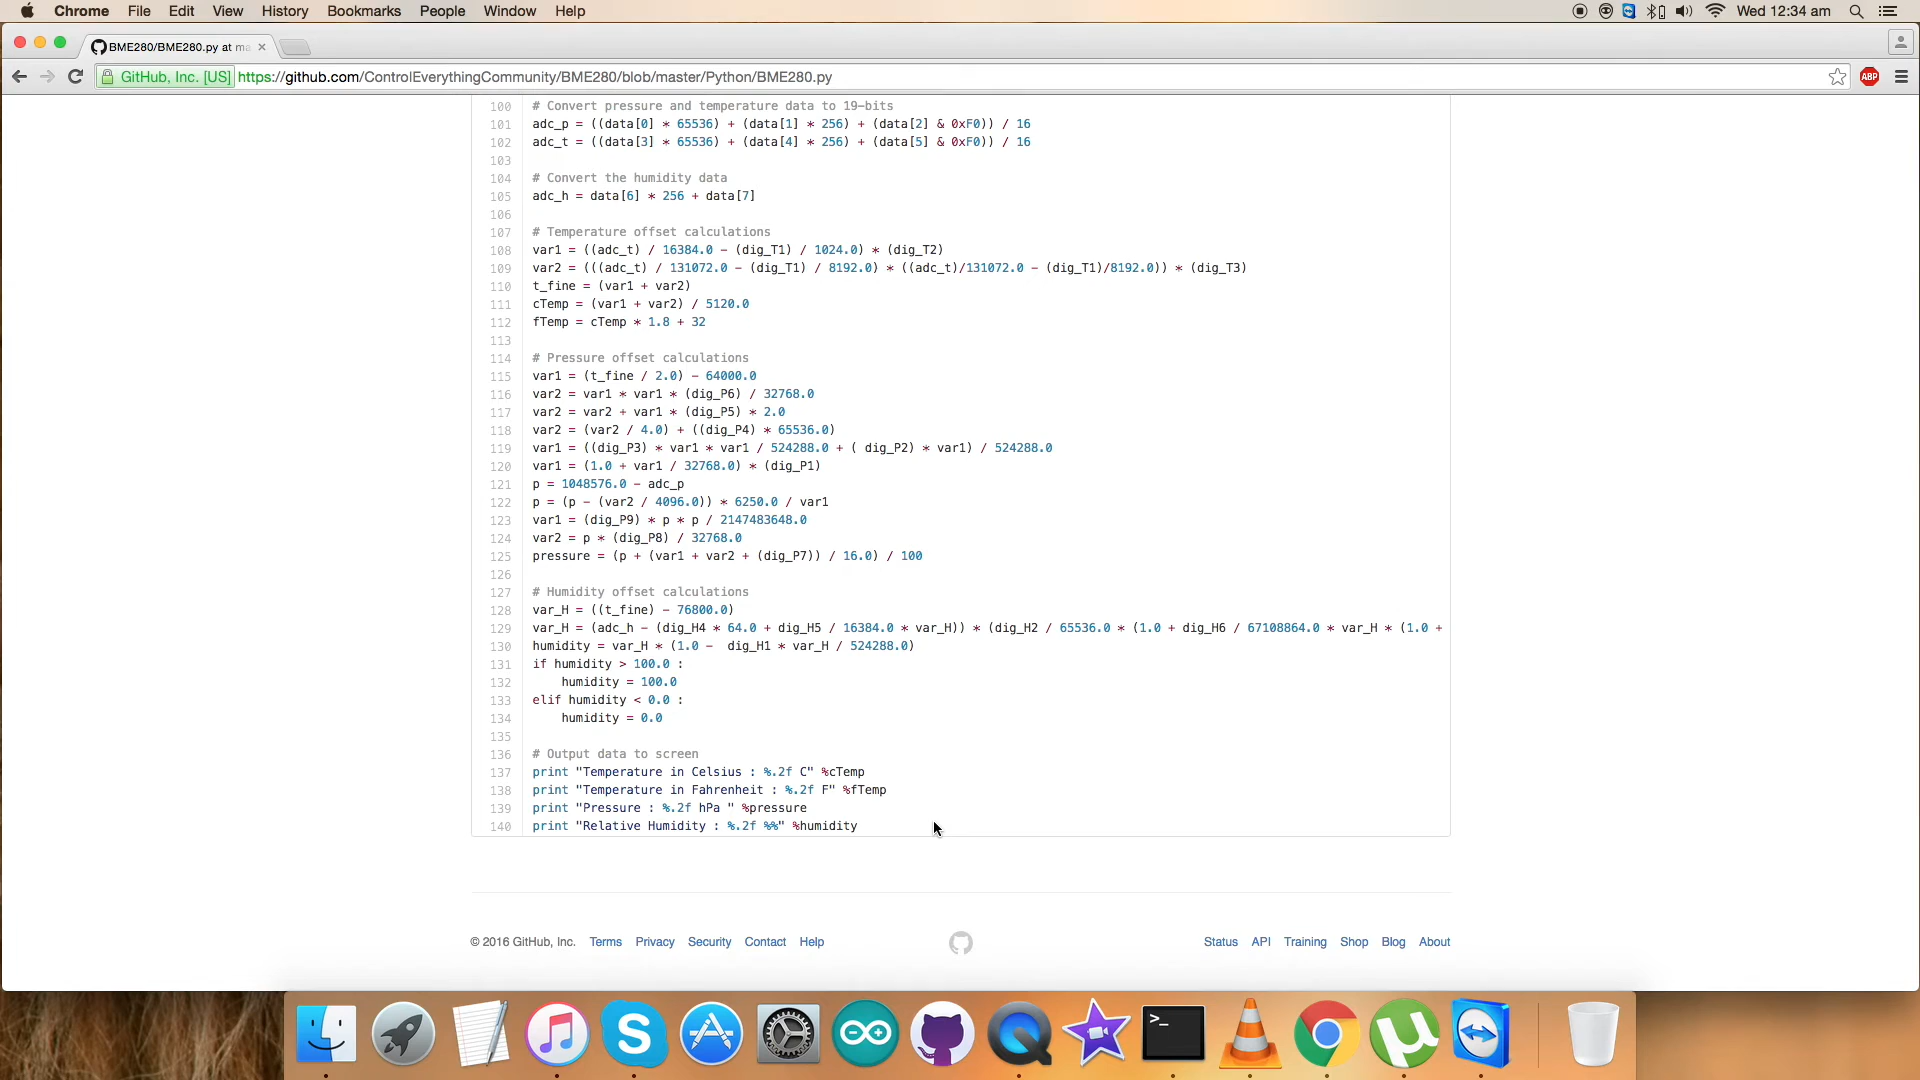 Chrome File Edit View History Bookmarks People Window Help Wed 12:34 am
BME280/BME280.py at ma
GitHub, Inc. [US] https://github.com/ControlEverythingCommunity/BME280/blob/master/Python/BME280.py ABP
100 # Convert pressure and temperature data to 19-bits
101 adc_p = ((data[0] * 65536) + (data[1] * 256) + (data[2] & 0xF0)) / 16
102 adc_t = ((data[3] * 65536) + (data[4] * 256) + (data[5] & 0xF0)) / 16
103
104 # Convert the humidity data
105 adc_h = data[6] * 256 + data[7]
106
107 # Temperature offset calculations
108 var1 = ((adc_t) / 16384.0 - (dig_T1) / 1024.0) * (dig_T2)
109 var2 = (((adc_t) / 131072.0 - (dig_T1) / 8192.0) * ((adc_t)/131072.0 - (dig_T1)/8192.0)) * (dig_T3)
110 t_fine = (var1 + var2)
111 cTemp = (var1 + var2) / 5120.0
112 fTemp = cTemp * 1.8 + 32
113
114 # Pressure offset calculations
115 var1 = (t_fine / 2.0) - 64000.0
116 var2 = var1 * var1 * (dig_P6) / 32768.0
117 var2 = var2 + var1 * (dig_P5) * 2.0
118 var2 = (var2 / 4.0) + ((dig_P4) * 65536.0)
119 var1 = ((dig_P3) * var1 * var1 / 524288.0 + ( dig_P2) * var1) / 524288.0
120 var1 = (1.0 + var1 / 32768.0) * (dig_P1)
121 p = 1048576.0 - adc_p
122 p = (p - (var2 / 4096.0)) * 6250.0 / var1
123 var1 = (dig_P9) * p * p / 2147483648.0
124 var2 = p * (dig_P8) / 32768.0
125 pressure = (p + (var1 + var2 + (dig_P7)) / 16.0) / 100
126
127 # Humidity offset calculations
128 var_H = ((t_fine) - 76800.0)
129 var_H = (adc_h - (dig_H4 * 64.0 + dig_H5 / 16384.0 * var_H)) * (dig_H2 / 65536.0 * (1.0 + dig_H6 / 67108864.0 * var_H * (1.0 +
130 humidity = var_H * (1.0 -  dig_H1 * var_H / 524288.0)
131 if humidity > 100.0 :
132     humidity = 100.0
133 elif humidity < 0.0 :
134     humidity = 0.0
135
136 # Output data to screen
137 print "Temperature in Celsius : %.2f C" %cTemp
138 print "Temperature in Fahrenheit : %.2f F" %fTemp
139 print "Pressure : %.2f hPa " %pressure
140 print "Relative Humidity : %.2f %%" %humidity
© 2016 GitHub, Inc. Terms Privacy Security Contact Help Status API Training Shop Blog About